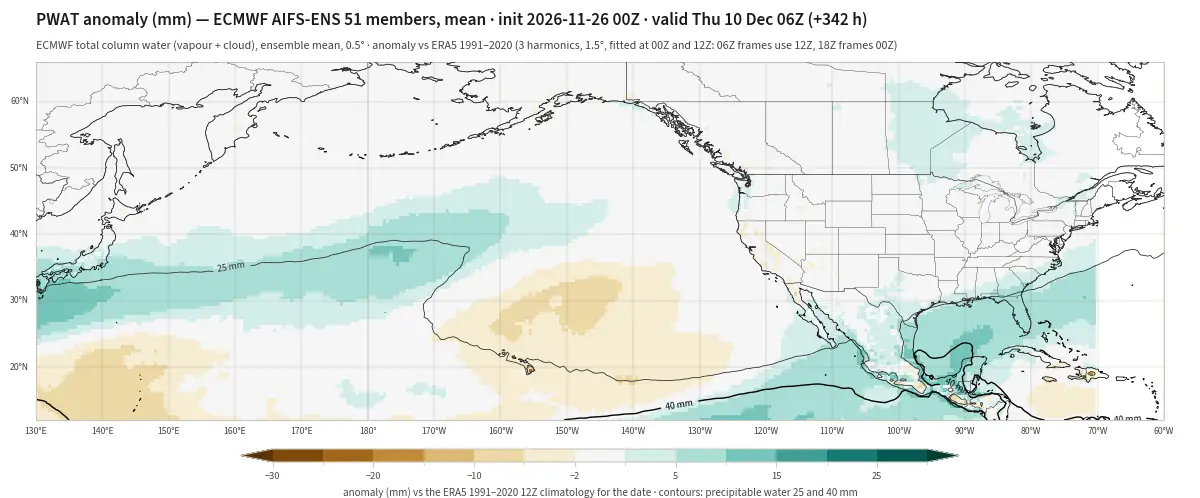 PWAT anomaly (mm) — ECMWF AIFS-ENS 51 members, mean · init 2026-11-26 00Z · valid Thu 10 Dec 06Z (+342 h)
ECMWF total column water (vapour + cloud), ensemble mean, 0.5° · anomaly vs ERA5 1991–2020 (3 harmonics, 1.5°, fitted at 00Z and 12Z: 06Z frames use 12Z, 18Z frames 00Z)
60°N
50°N
40°N
30°N
20°N
25 mm
40 mm
40 mm
40 mm
130°E 140°E 150°E 160°E 170°E 180° 170°W 160°W 150°W 140°W 130°W 120°W 110°W 100°W 90°W 80°W 70°W 60°W
−30 −20 −10 −2 5 15 25
anomaly (mm) vs the ERA5 1991–2020 12Z climatology for the date · contours: precipitable water 25 and 40 mm